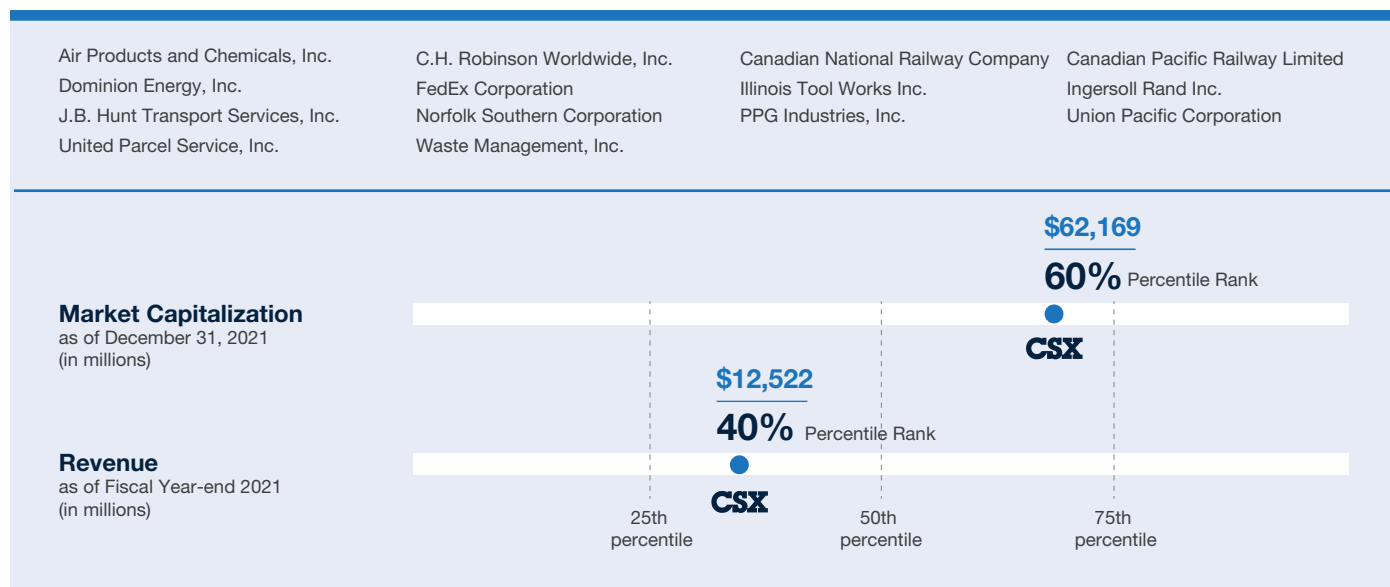 Air Products and Chemicals, Inc.
C.H. Robinson Worldwide, Inc.
Canadian National Railway Company
Canadian Pacific Railway Limited
Dominion Energy, Inc.
FedEx Corporation
Illinois Tool Works Inc.
Ingersoll Rand Inc.
J.B. Hunt Transport Services, Inc.
Norfolk Southern Corporation
PPG Industries, Inc.
Union Pacific Corporation
United Parcel Service, Inc.
Waste Management, Inc.
$62,169
60% Percentile Rank
Market Capitalization
as of December 31, 2021
(in millions)
CSX
$12,522
40% Percentile Rank
Revenue
as of Fiscal Year-end 2021
(in millions)
CSX
25th
percentile
50th
percentile
75th
percentile